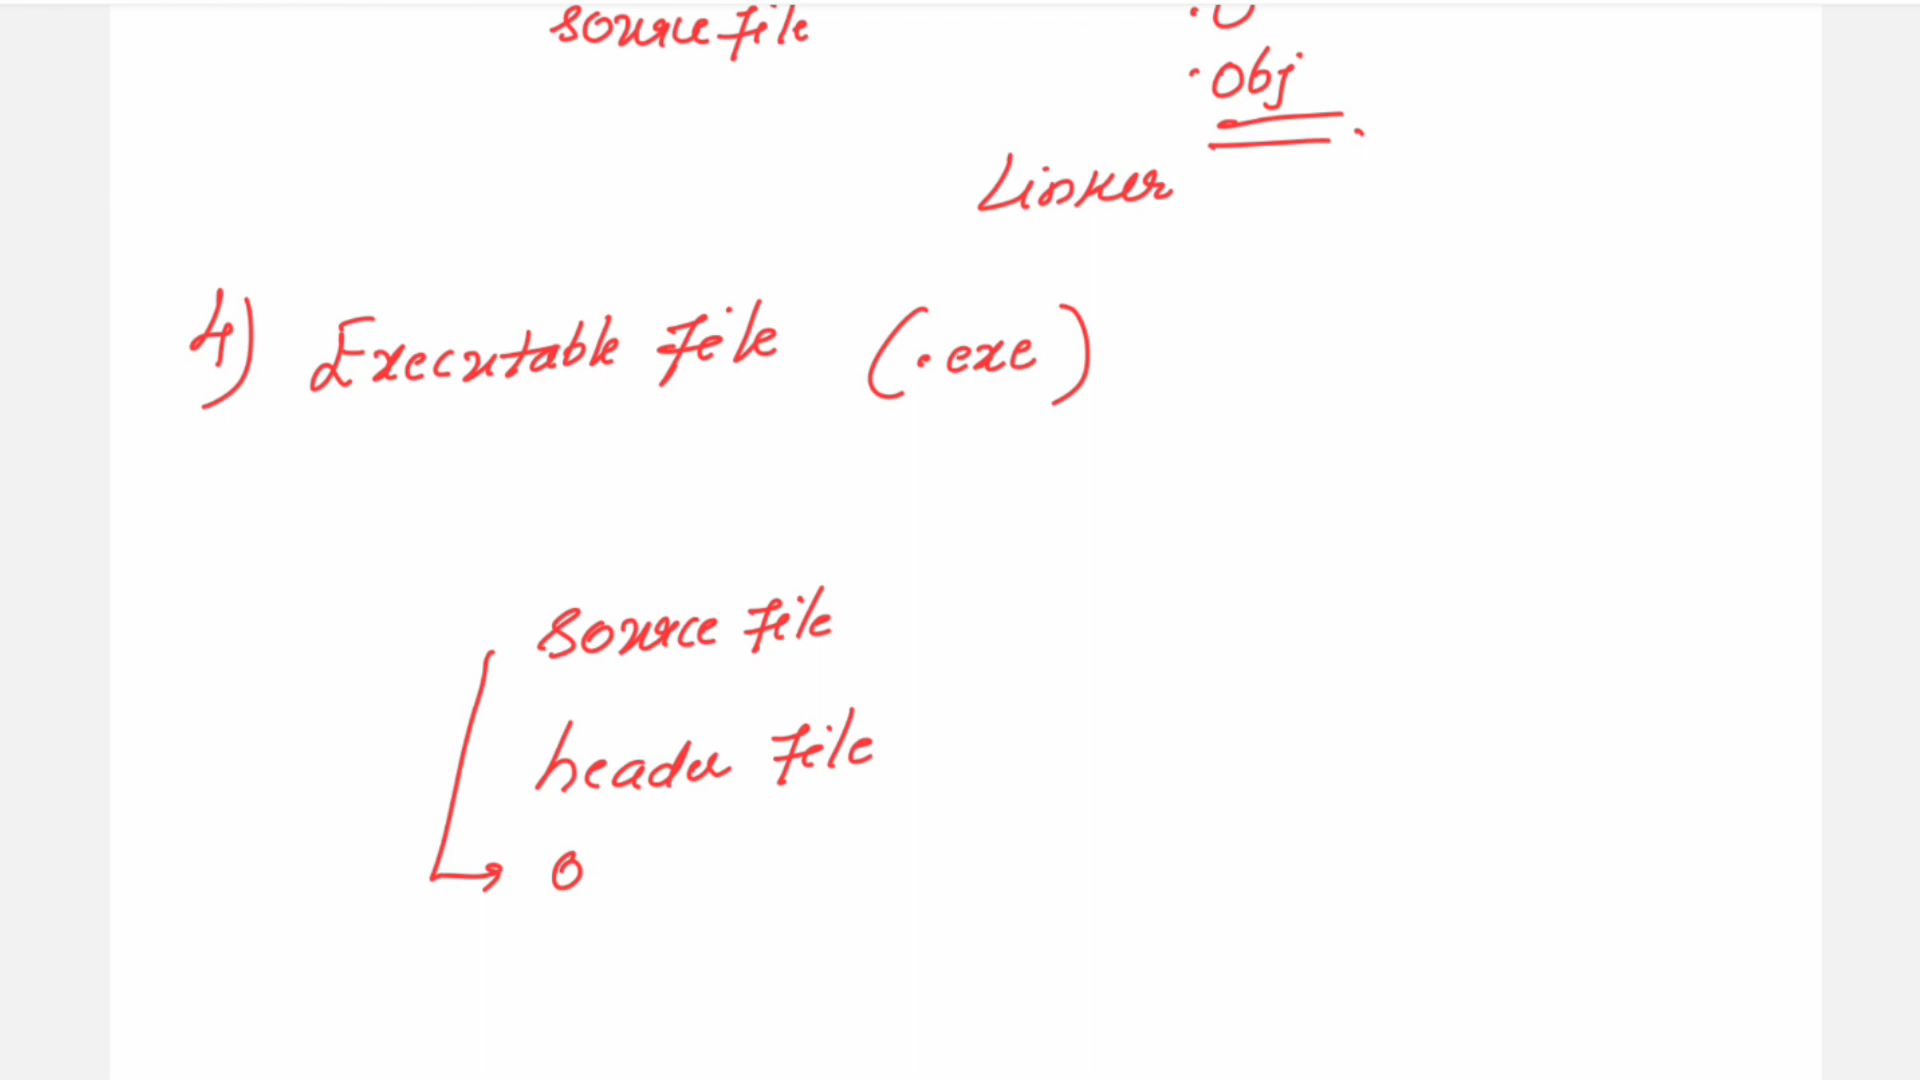 source file
.obj
Linker
4) Executable File (.exe)
source File
header File
O